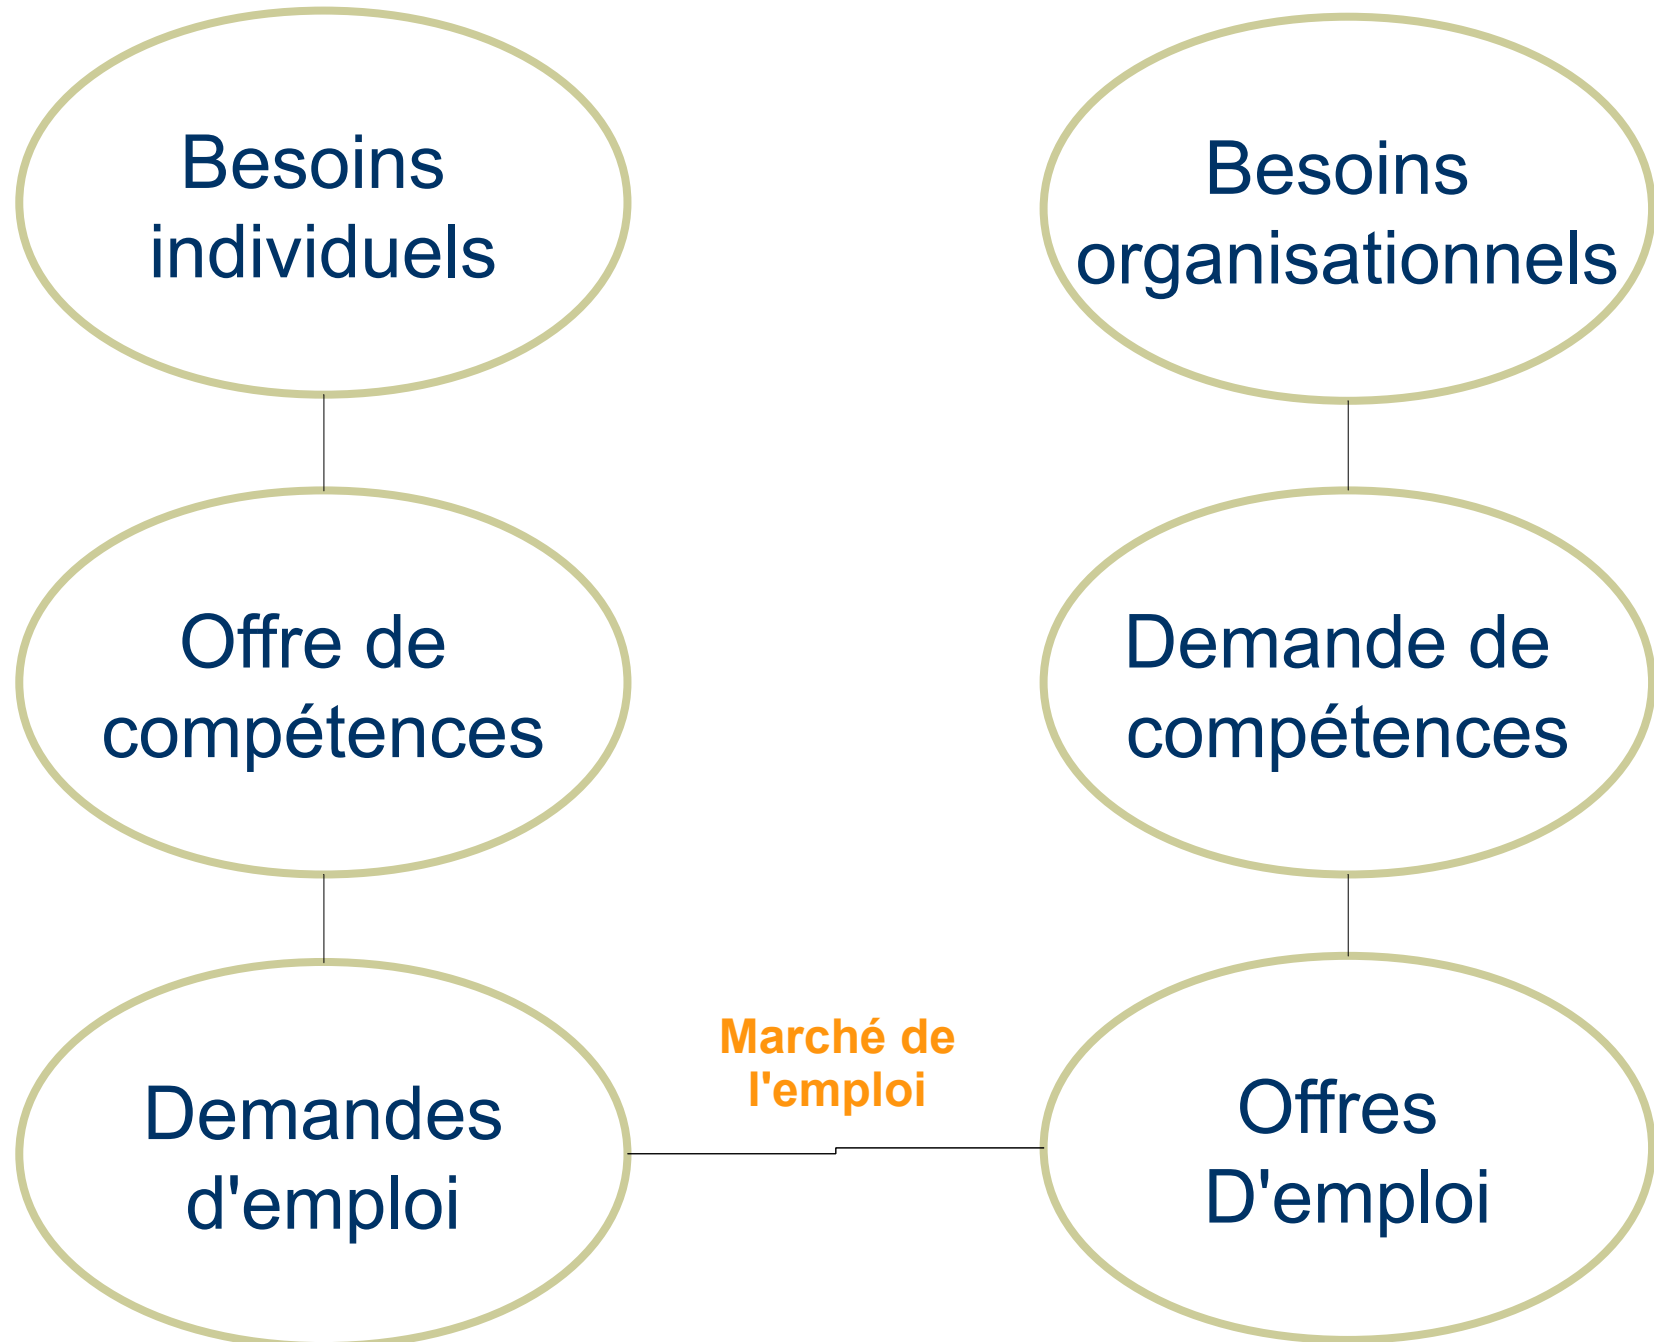 Besoins
individuels
Besoins
organisationnels
Offre de
compétences
Demande de
compétences
Demandes
d'emploi
Marché de
l'emploi
Offres
D'emploi